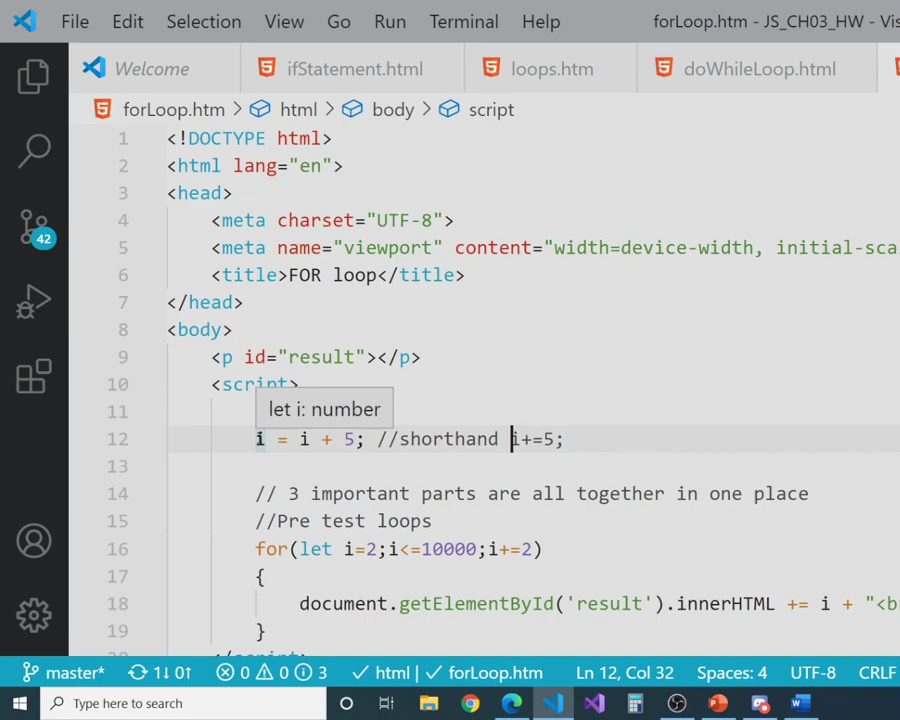 File Edit Selection View Go Run Terminal Help forLoop.htm - JS_CH03_HW - Vis
Welcome ifStatement.html loops.htm doWhileLoop.html
forLoop.htm > html > body > script
1 <!DOCTYPE html>
2 <html lang="en">
3 <head>
4 <meta charset="UTF-8">
5 <meta name="viewport" content="width=device-width, initial-scal
6 <title>FOR loop</title>
7 </head>
8 <body>
9 <p id="result"></p>
10 <script>
let i: number
11
12 i = i + 5; //shorthand i+=5;
13
14 // 3 important parts are all together in one place
15 //Pre test loops
16 for(let i=2;i<=10000;i+=2)
17 {
18 document.getElementById('result').innerHTML += i + "<b
19 }
42
master* 1↓ 0↑ 0 0 3 html | forLoop.htm Ln 12, Col 32 Spaces: 4 UTF-8 CRLF
Type here to search